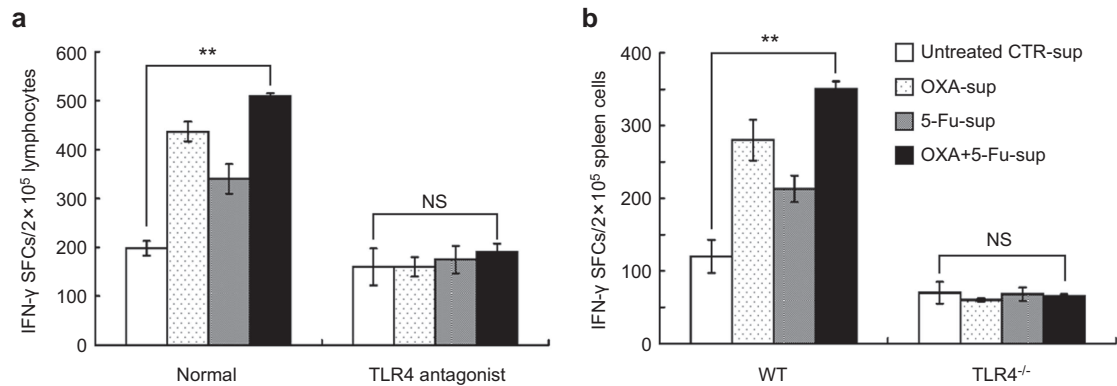 a
IFN-γ SFCs/2×10⁵ lymphocytes
600
500
400
300
200
100
0
**
NS
Normal
TLR4 antagonist
b
IFN-γ SFCs/2×10⁵ spleen cells
400
300
200
100
0
**
NS
WT
TLR4⁻/⁻
Untreated CTR-sup
OXA-sup
5-Fu-sup
OXA+5-Fu-sup